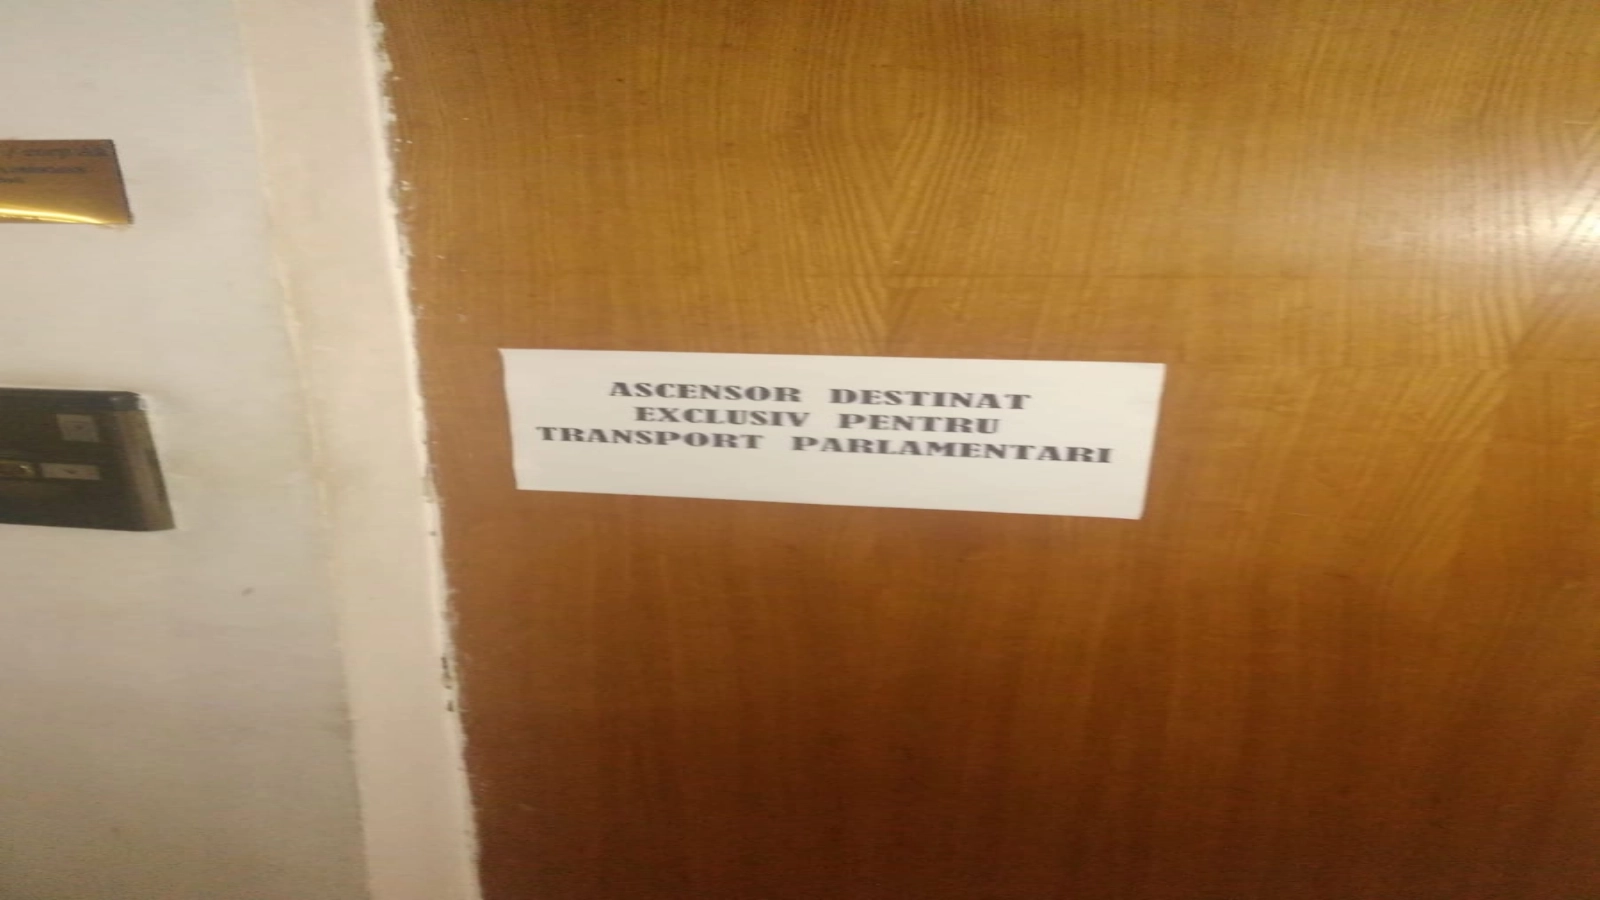 ASCENSOR DESTINAT
EXCLUSIV PENTRU
TRANSPORT PARLAMENTARI